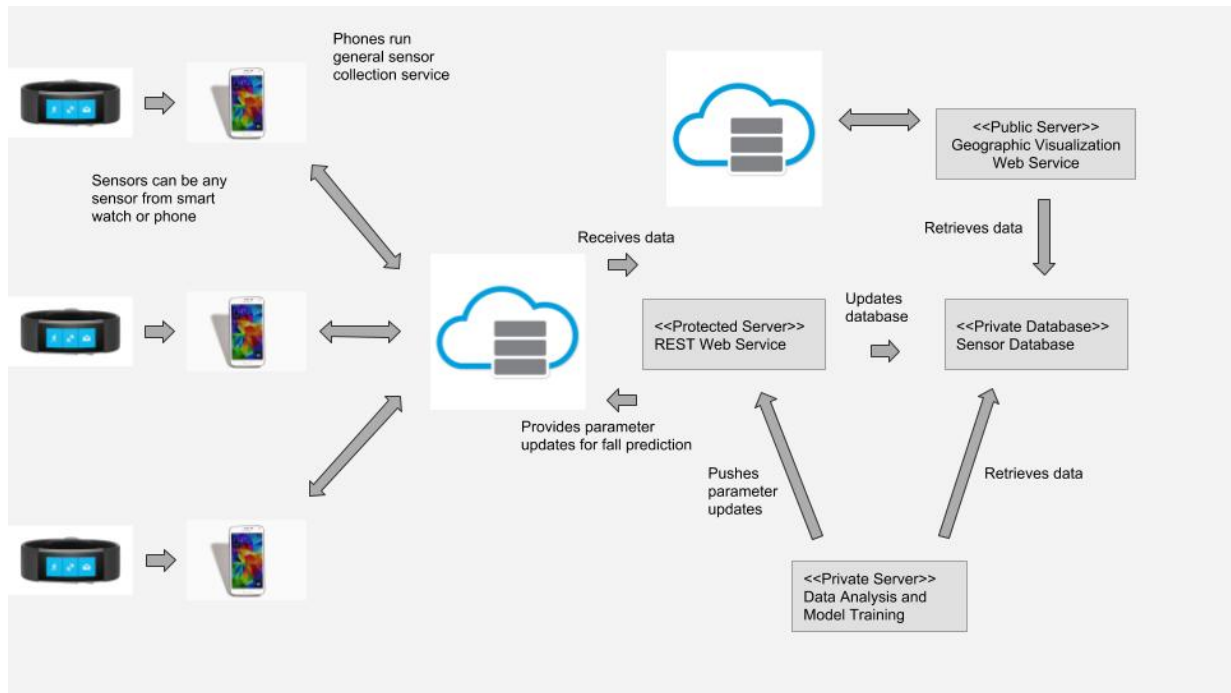 Phones run
general sensor
collection service
<<Public Server>>
Geographic Visualization
Web Service
Sensors can be any
sensor from smart
watch or phone
Retrieves data
Receives data
Updates
database
<<Protected Server>>
REST Web Service
<<Private Database>>
Sensor Database
Provides parameter
updates for fall prediction
Pushes
parameter
updates
Retrieves data
<<Private Server>>
Data Analysis and
Model Training